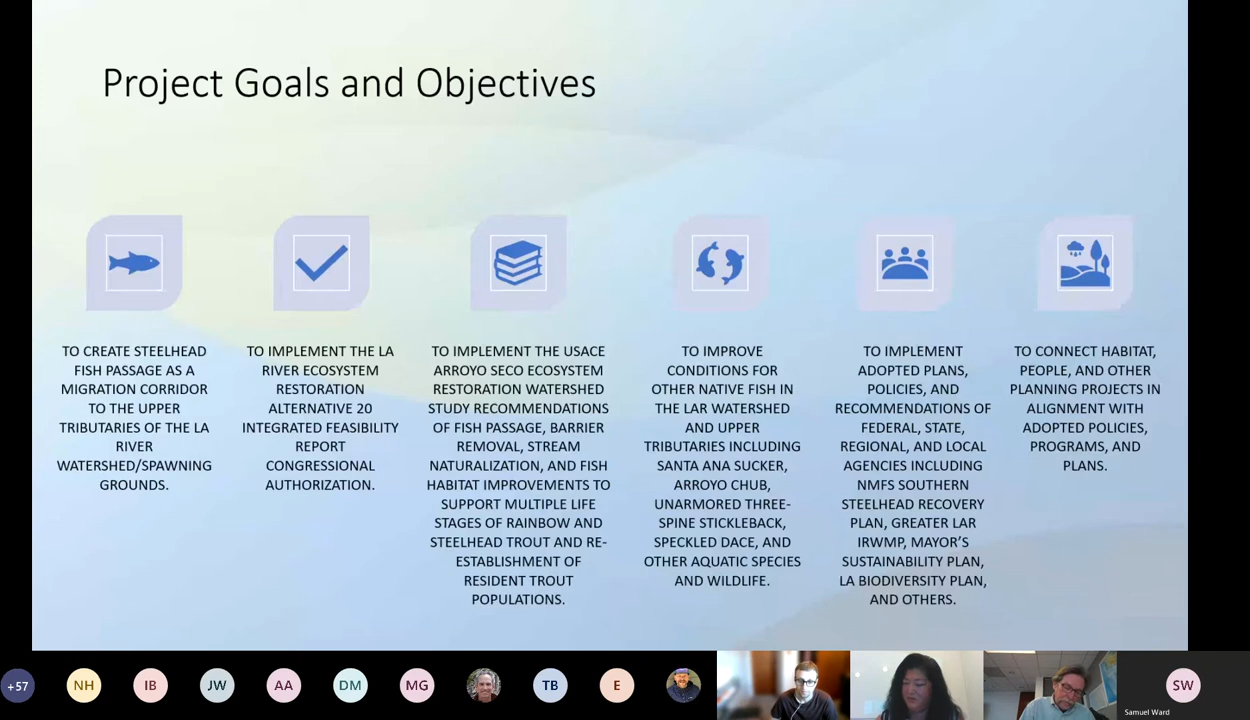 Project Goals and Objectives
TO CREATE STEELHEAD
FISH PASSAGE AS A
MIGRATION CORRIDOR
TO THE UPPER
TRIBUTARIES OF THE LA
RIVER
WATERSHED/SPAWNING
GROUNDS.
TO IMPLEMENT THE LA
RIVER ECOSYSTEM
RESTORATION
ALTERNATIVE 20
INTEGRATED FEASIBILITY
REPORT
CONGRESSIONAL
AUTHORIZATION.
TO IMPLEMENT THE USACE
ARROYO SECO ECOSYSTEM
RESTORATION WATERSHED
STUDY RECOMMENDATIONS
OF FISH PASSAGE, BARRIER
REMOVAL, STREAM
NATURALIZATION, AND FISH
HABITAT IMPROVEMENTS TO
SUPPORT MULTIPLE LIFE
STAGES OF RAINBOW AND
STEELHEAD TROUT AND RE-
ESTABLISHMENT OF
RESIDENT TROUT
POPULATIONS.
TO IMPROVE
CONDITIONS FOR
OTHER NATIVE FISH IN
THE LAR WATERSHED
AND UPPER
TRIBUTARIES INCLUDING
SANTA ANA SUCKER,
ARROYO CHUB,
UNARMORED THREE-
SPINE STICKLEBACK,
SPECKLED DACE, AND
OTHER AQUATIC SPECIES
AND WILDLIFE.
TO IMPLEMENT
ADOPTED PLANS,
POLICIES, AND
RECOMMENDATIONS OF
FEDERAL, STATE,
REGIONAL, AND LOCAL
AGENCIES INCLUDING
NMFS SOUTHERN
STEELHEAD RECOVERY
PLAN, GREATER LAR
IRWMP, MAYOR'S
SUSTAINABILITY PLAN,
LA BIODIVERSITY PLAN,
AND OTHERS.
TO CONNECT HABITAT,
PEOPLE, AND OTHER
PLANNING PROJECTS IN
ALIGNMENT WITH
ADOPTED POLICIES,
PROGRAMS, AND
PLANS.
+57
NH
IB
JW
AA
DM
MG
TB
E
SW
Samuel Ward